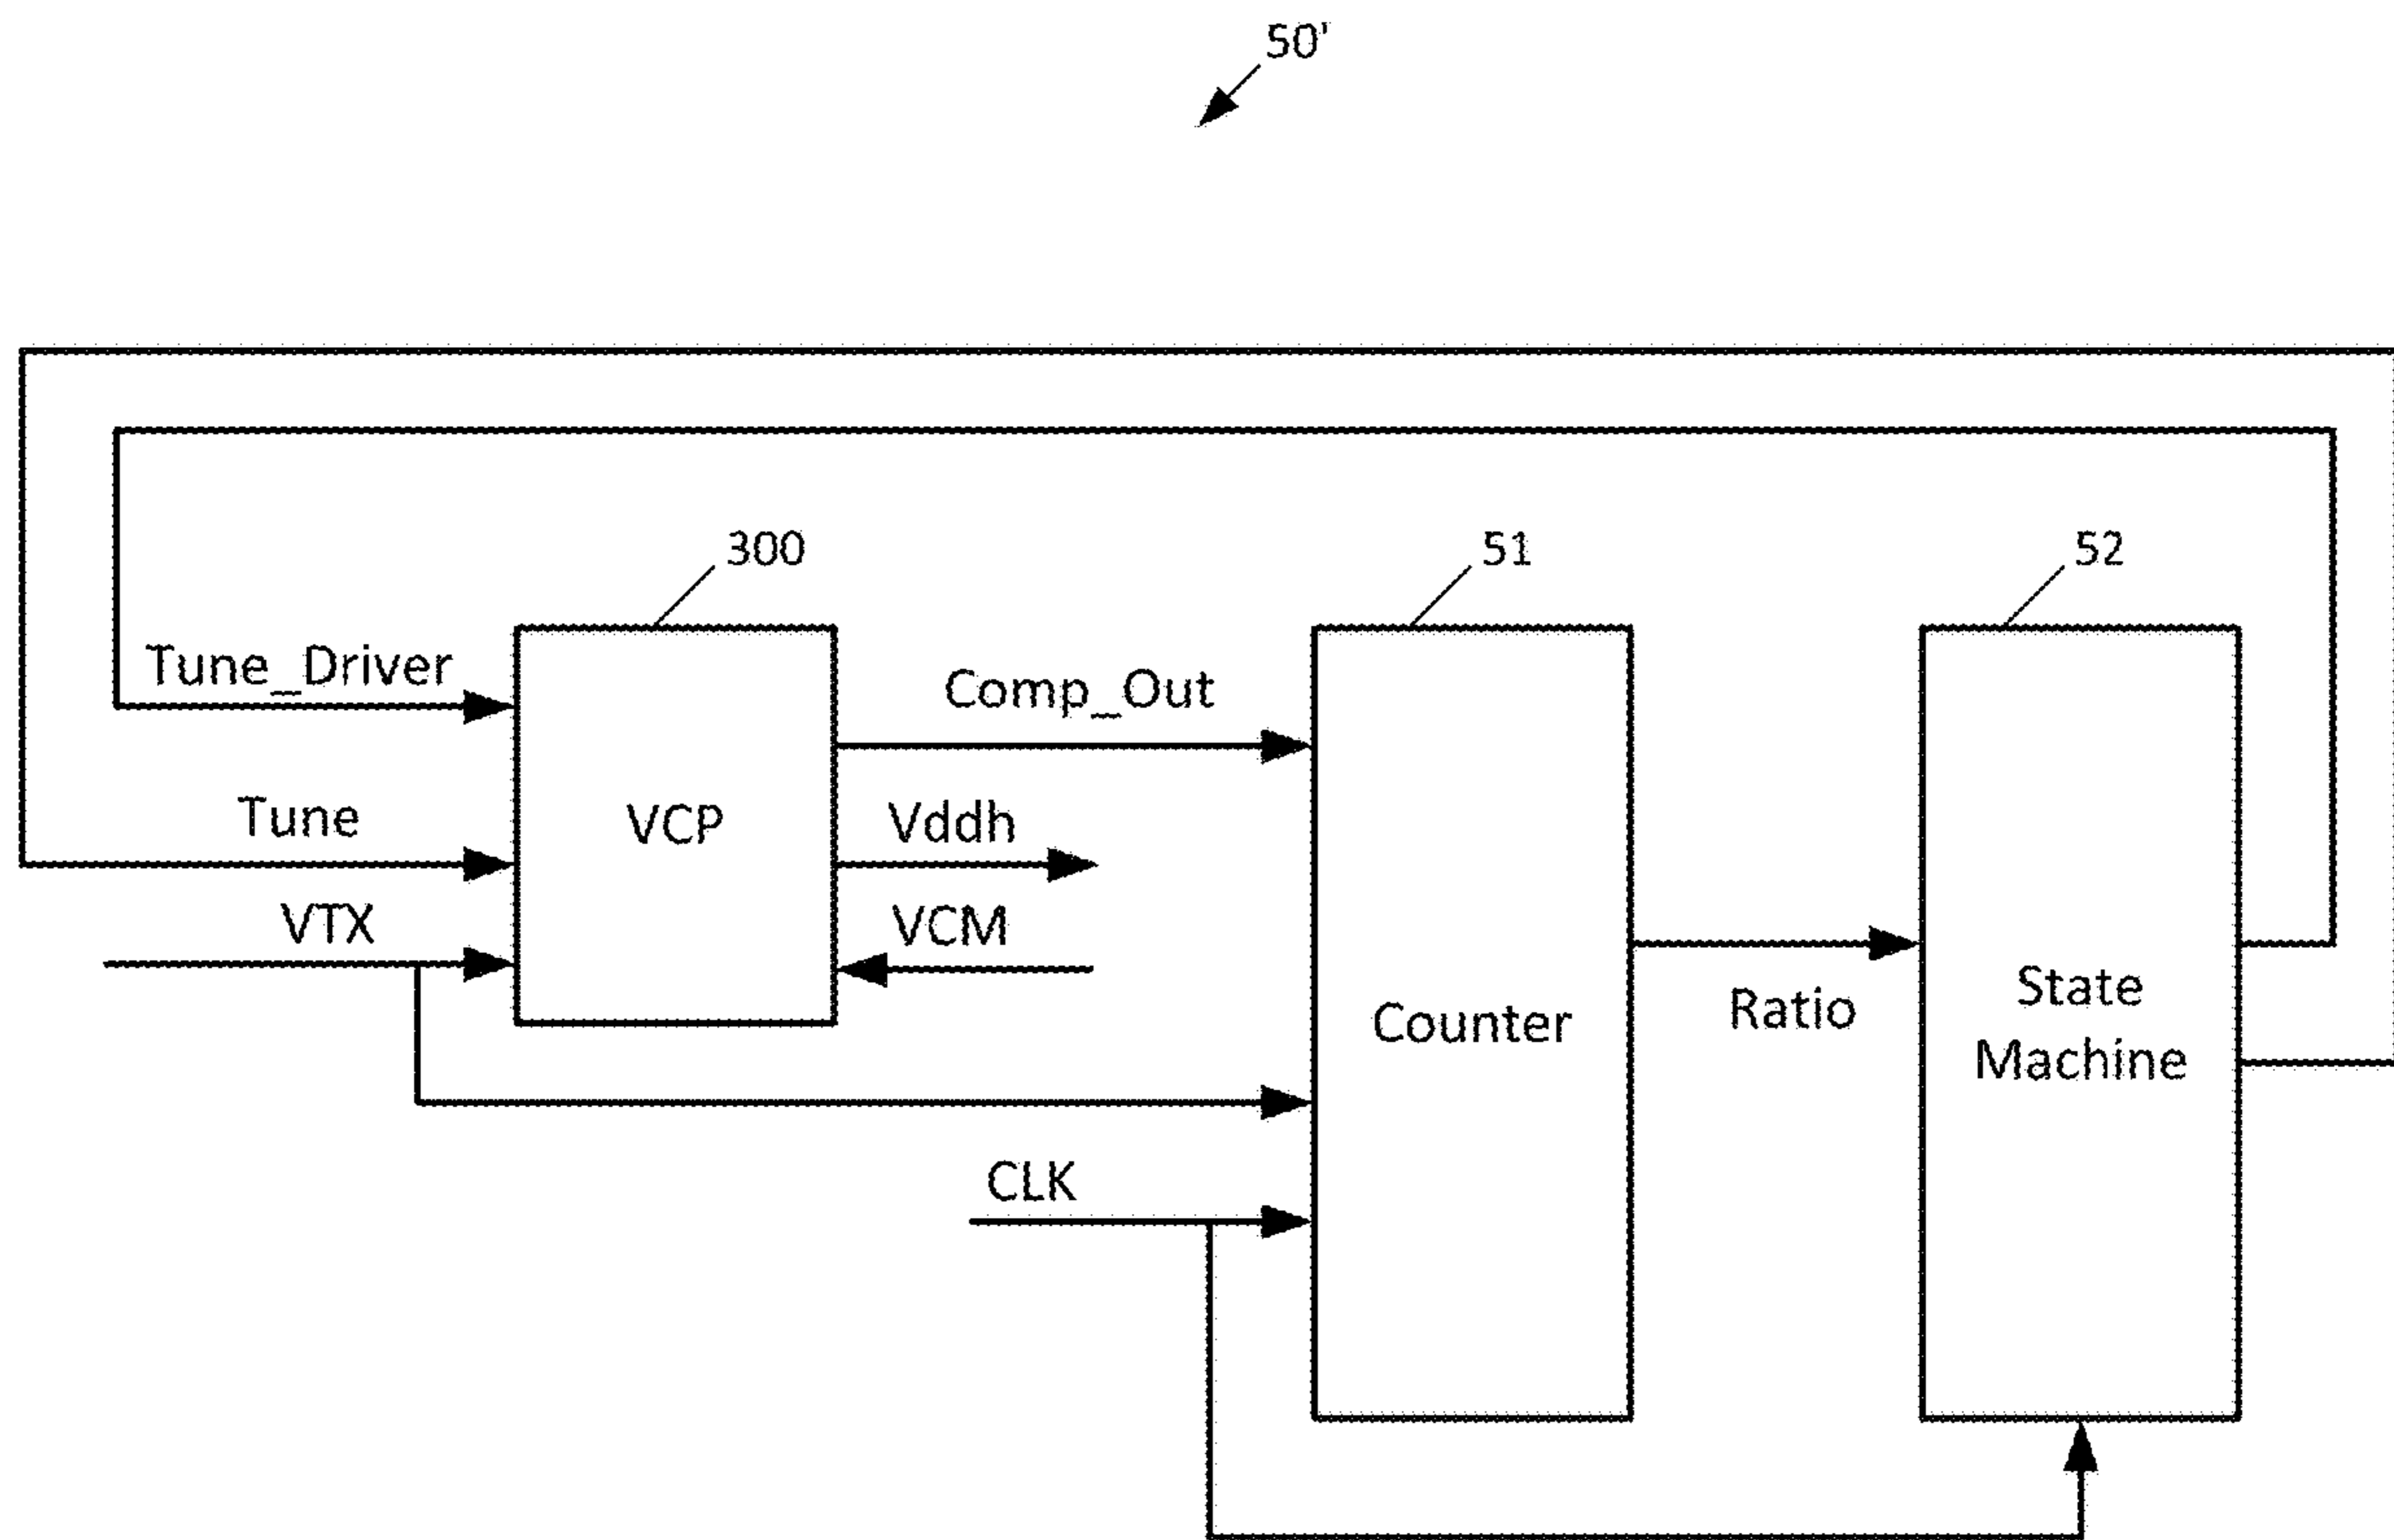 50'
300
51
52
Tune_Driver
Comp_Out
Tune
VCP
Vddh
VTX
VCM
Counter
Ratio
State
Machine
CLK